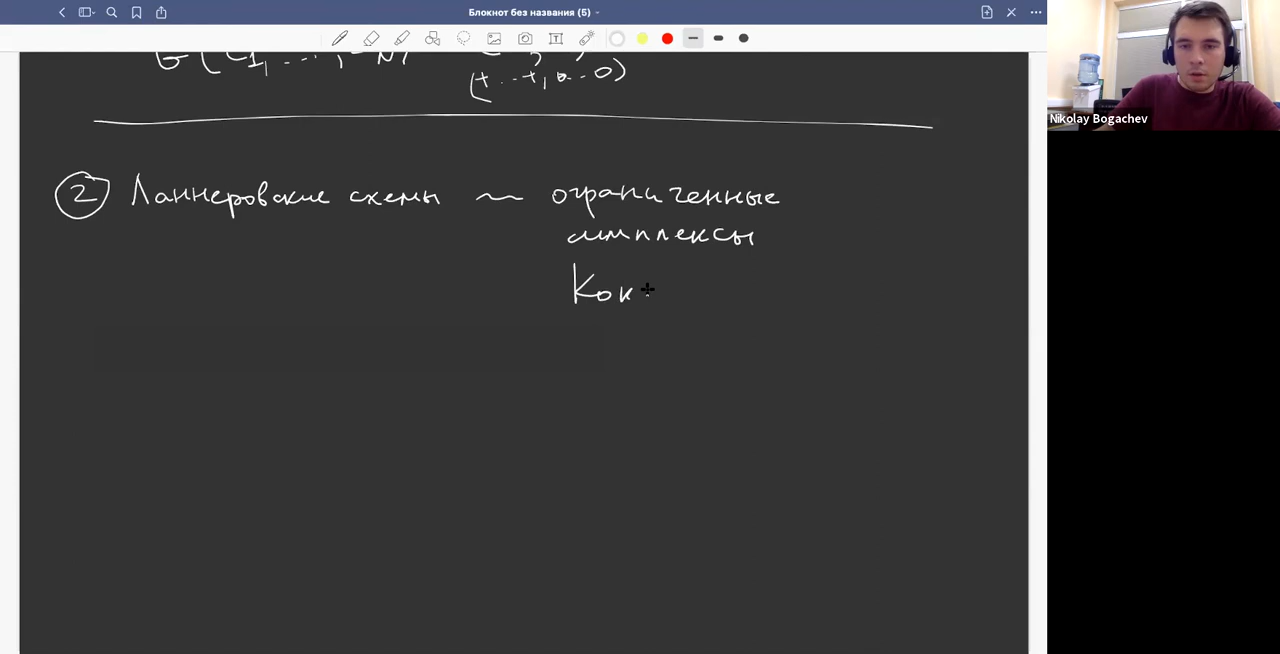 Блокнот без названия (5)
Nikolay Bogachev
(+...+, 0...0)
2 Ланнеровские схемы ~ ограниченные
симплексы
Кок